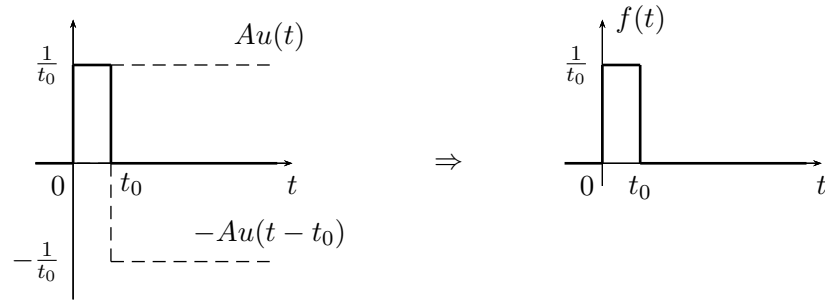 Au(t)
1/t₀
0
t₀
t
−Au(t − t₀)
−1/t₀
⇒
f(t)
1/t₀
0
t₀
t